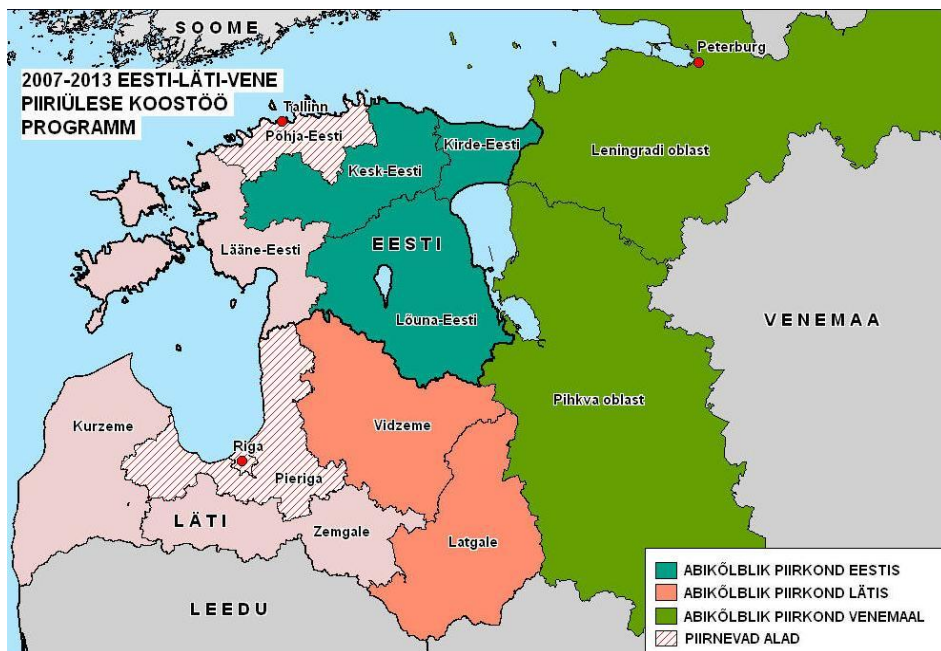 SOOME
2007-2013 EESTI-LÄTI-VENE
PIIRIÜLESE KOOSTÖÖ
PROGRAMM
Peterburg
Tallinn
Põhja-Eesti
Kirde-Eesti
Leningradi oblast
Kesk-Eesti
Lääne-Eesti
EESTI
Lõuna-Eesti
VENEMAA
Pihkva oblast
Kurzeme
Vidzeme
Riga
Pieriga
LÄTI
Zemgale
Latgale
LEEDU
ABIKÕLBLIK PIIRKOND EESTIS
ABIKÕLBLIK PIIRKOND LÄTIS
ABIKÕLBLIK PIIRKOND VENEMAAL
PIIRNEVAD ALAD